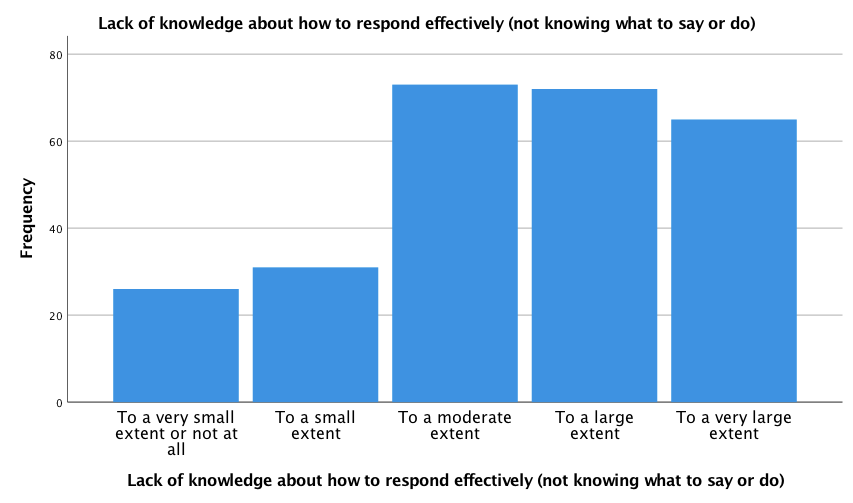 Lack of knowledge about how to respond effectively (not knowing what to say or do)
80
60
40
20
0
Frequency
To a very small
extent or not at
all
To a small
extent
To a moderate
extent
To a large
extent
To a very large
extent
Lack of knowledge about how to respond effectively (not knowing what to say or do)